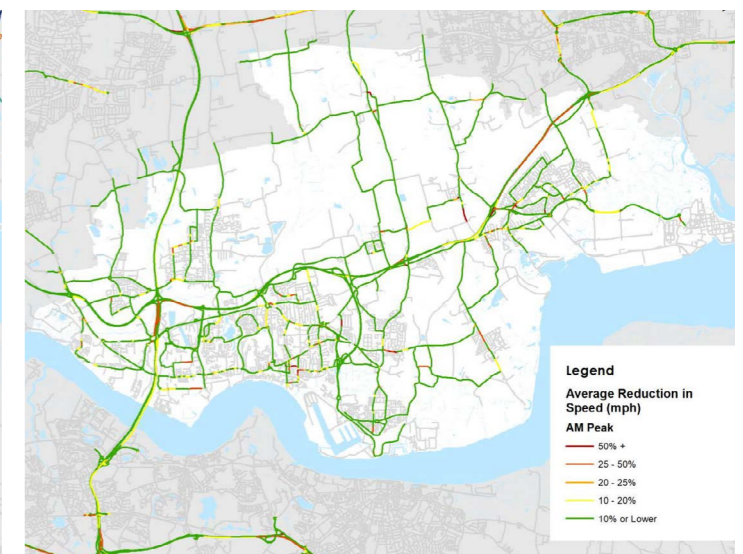 Legend
Average Reduction in
Speed (mph)
AM Peak
50% +
25 - 50%
20 - 25%
10 - 20%
10% or Lower